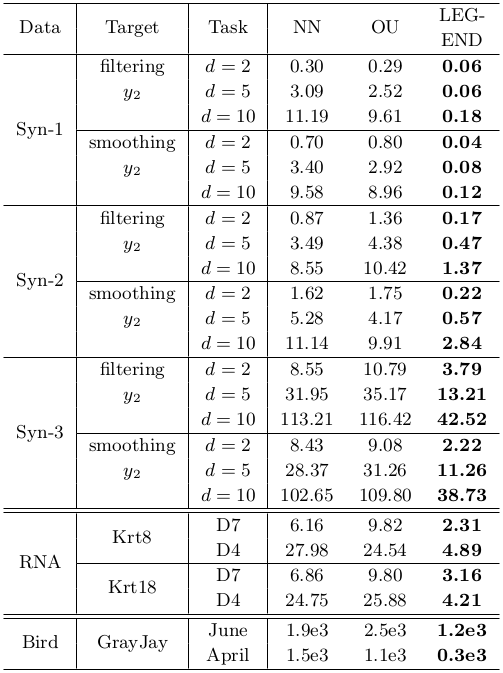 Data Target Task NN OU LEG-
END
filtering d = 2 0.30 0.29 0.06
y2 d = 5 3.09 2.52 0.06
d = 10 11.19 9.61 0.18
Syn-1
smoothing d = 2 0.70 0.80 0.04
y2 d = 5 3.40 2.92 0.08
d = 10 9.58 8.96 0.12
filtering d = 2 0.87 1.36 0.17
y2 d = 5 3.49 4.38 0.47
d = 10 8.55 10.42 1.37
Syn-2
smoothing d = 2 1.62 1.75 0.22
y2 d = 5 5.28 4.17 0.57
d = 10 11.14 9.91 2.84
filtering d = 2 8.55 10.79 3.79
y2 d = 5 31.95 35.17 13.21
d = 10 113.21 116.42 42.52
Syn-3
smoothing d = 2 8.43 9.08 2.22
y2 d = 5 28.37 31.26 11.26
d = 10 102.65 109.80 38.73
Krt8 D7 6.16 9.82 2.31
D4 27.98 24.54 4.89
RNA
Krt18 D7 6.86 9.80 3.16
D4 24.75 25.88 4.21
Bird GrayJay June 1.9e3 2.5e3 1.2e3
April 1.5e3 1.1e3 0.3e3